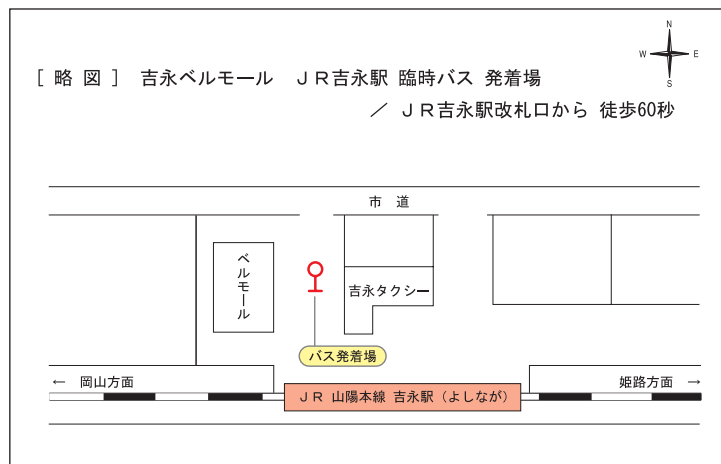 N
W E
S
［ 略 図 ］ 吉永ベルモール ＪＲ吉永駅 臨時バス 発着場
／ ＪＲ吉永駅改札口から 徒歩60秒
市 道
ベルモール
吉永タクシー
バス発着場
← 岡山方面
姫路方面 →
ＪＲ 山陽本線 吉永駅（よしなが）